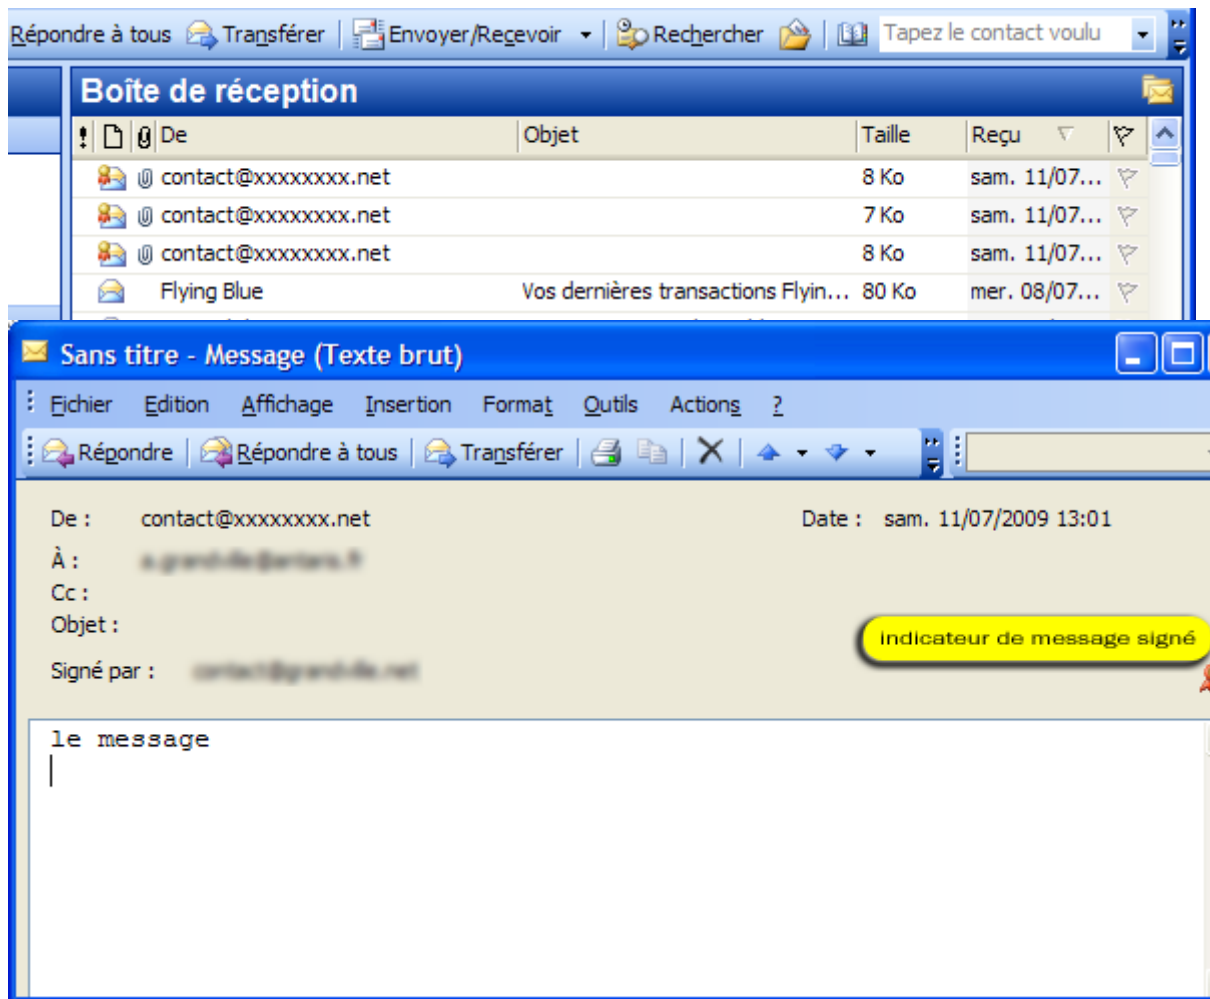 Répondre à tous Transférer Envoyer/Recevoir Rechercher Tapez le contact voulu
Boîte de réception
! De Objet Taille Reçu
contact@xxxxxxxx.net 8 Ko sam. 11/07...
contact@xxxxxxxx.net 7 Ko sam. 11/07...
contact@xxxxxxxx.net 8 Ko sam. 11/07...
Flying Blue Vos dernières transactions Flyin... 80 Ko mer. 08/07...
Sans titre - Message (Texte brut)
Fichier Edition Affichage Insertion Format Outils Actions ?
Répondre Répondre à tous Transférer
De : contact@xxxxxxxx.net Date : sam. 11/07/2009 13:01
À :
Cc :
Objet :
indicateur de message signé
Signé par :
le message